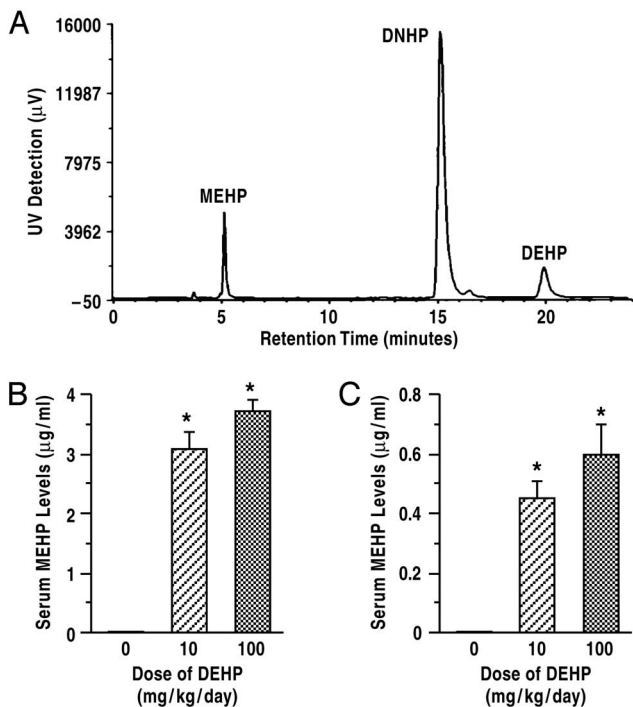 A
16000
11987
7975
3962
−50
UV Detection (μV)
MEHP
DNHP
DEHP
0 5 10 15 20
Retention Time (minutes)
B
4
3
2
1
0
Serum MEHP Levels (μg/ml)
* *
0 10 100
Dose of DEHP
(mg/kg/day)
C
0.8
0.6
0.4
0.2
0
Serum MEHP Levels (μg/ml)
* *
0 10 100
Dose of DEHP
(mg/kg/day)